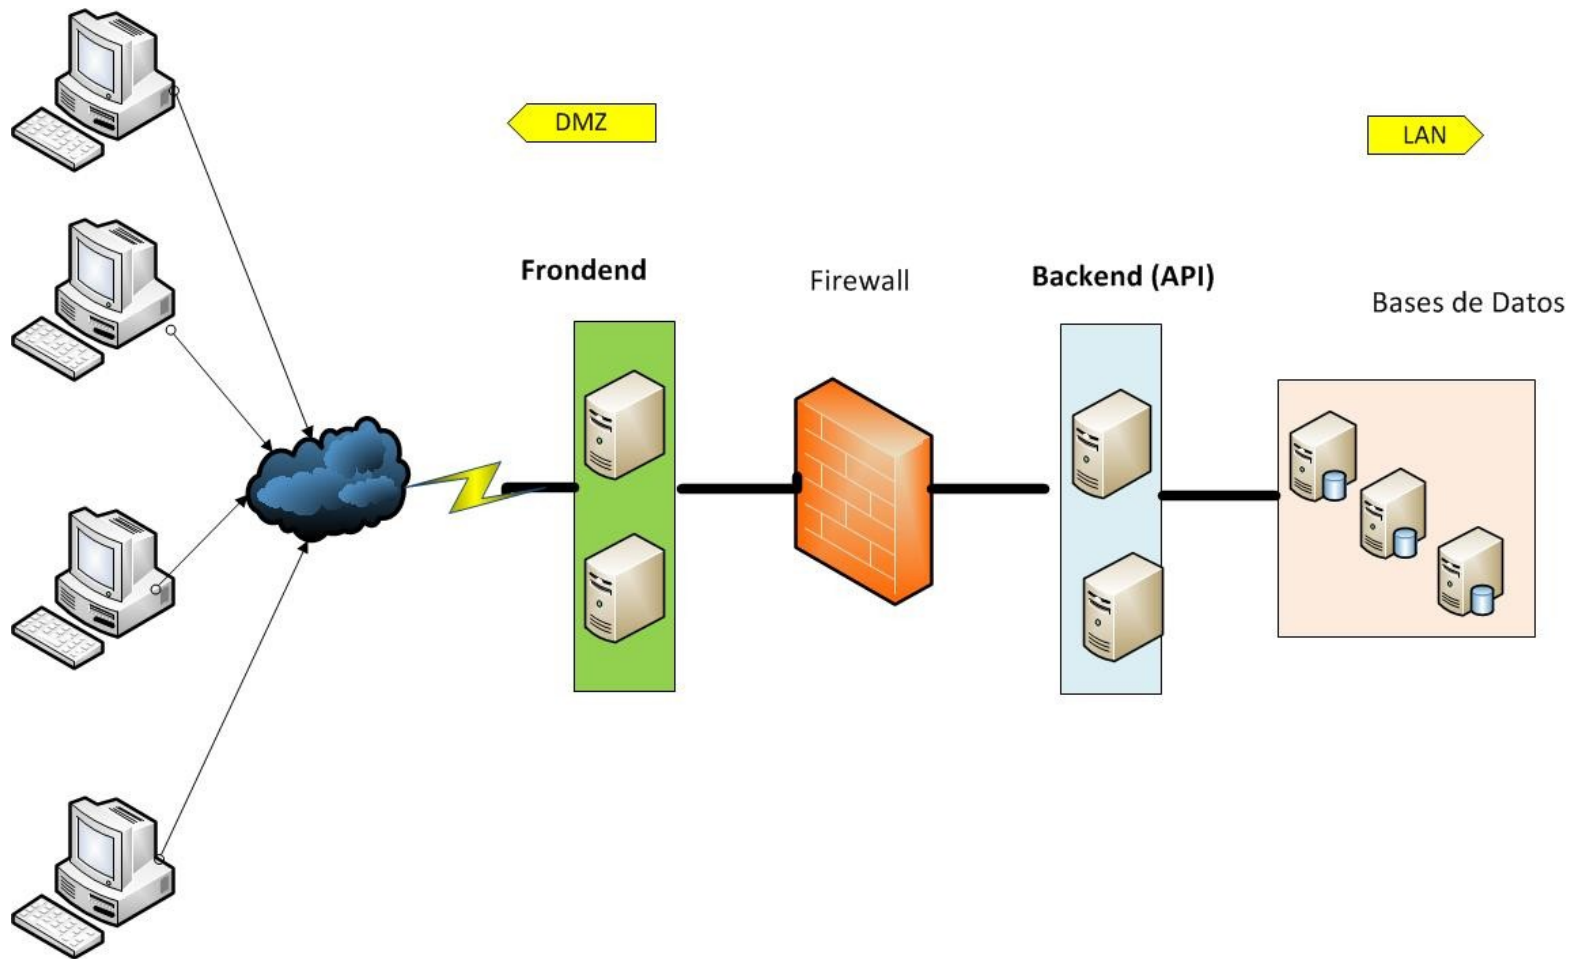 DMZ
LAN
Frondend
Firewall
Backend (API)
Bases de Datos